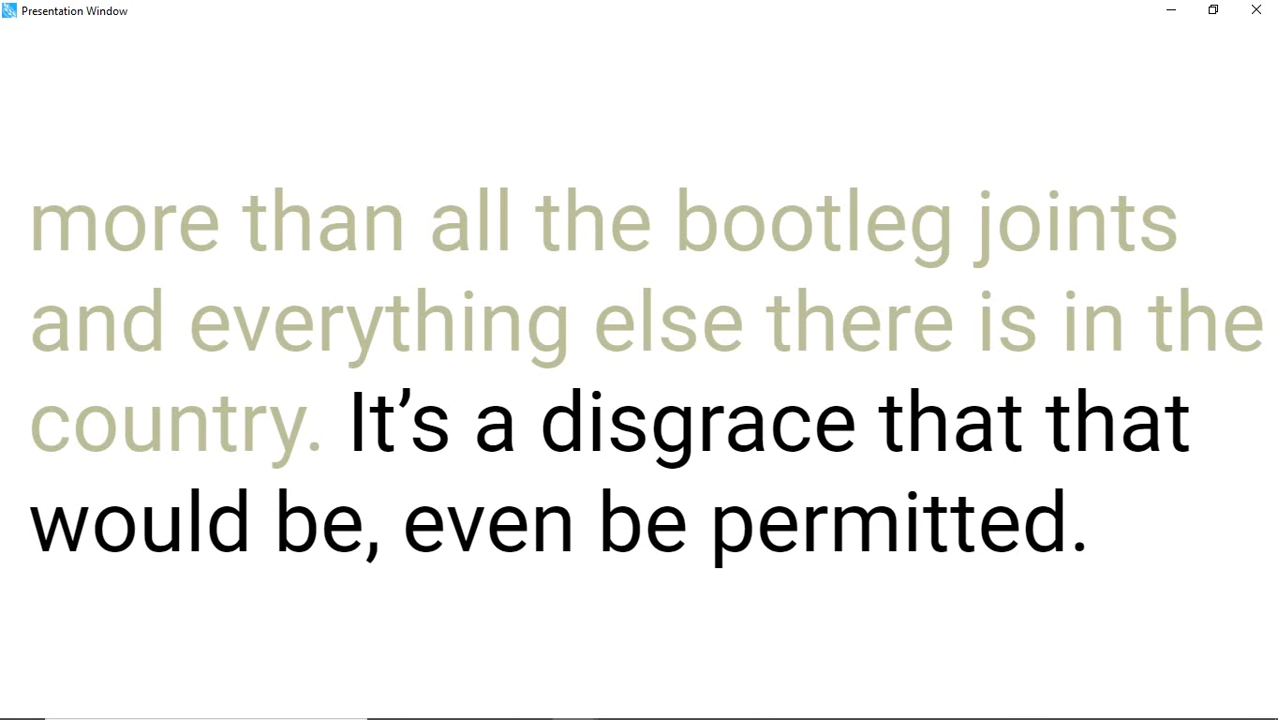 Presentation Window
more than all the bootleg joints
and everything else there is in the
country. It’s a disgrace that that
would be, even be permitted.